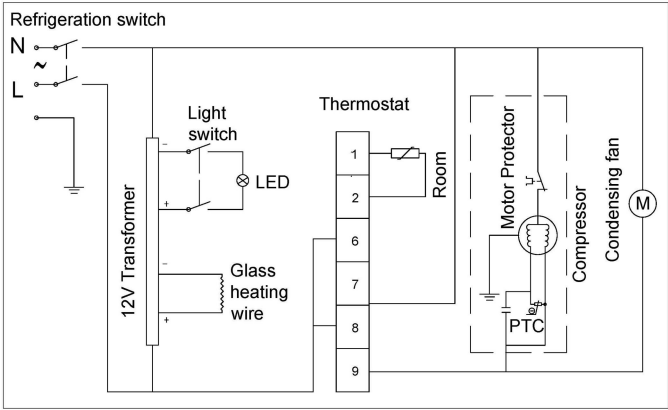 Refrigeration switch
N
~
L
Light
switch
−
LED
+
12V Transformer
−
Glass
heating
wire
+
Thermostat
1
2
6
7
8
9
Room
Motor Protector
PTC
Compressor
Condensing fan
M